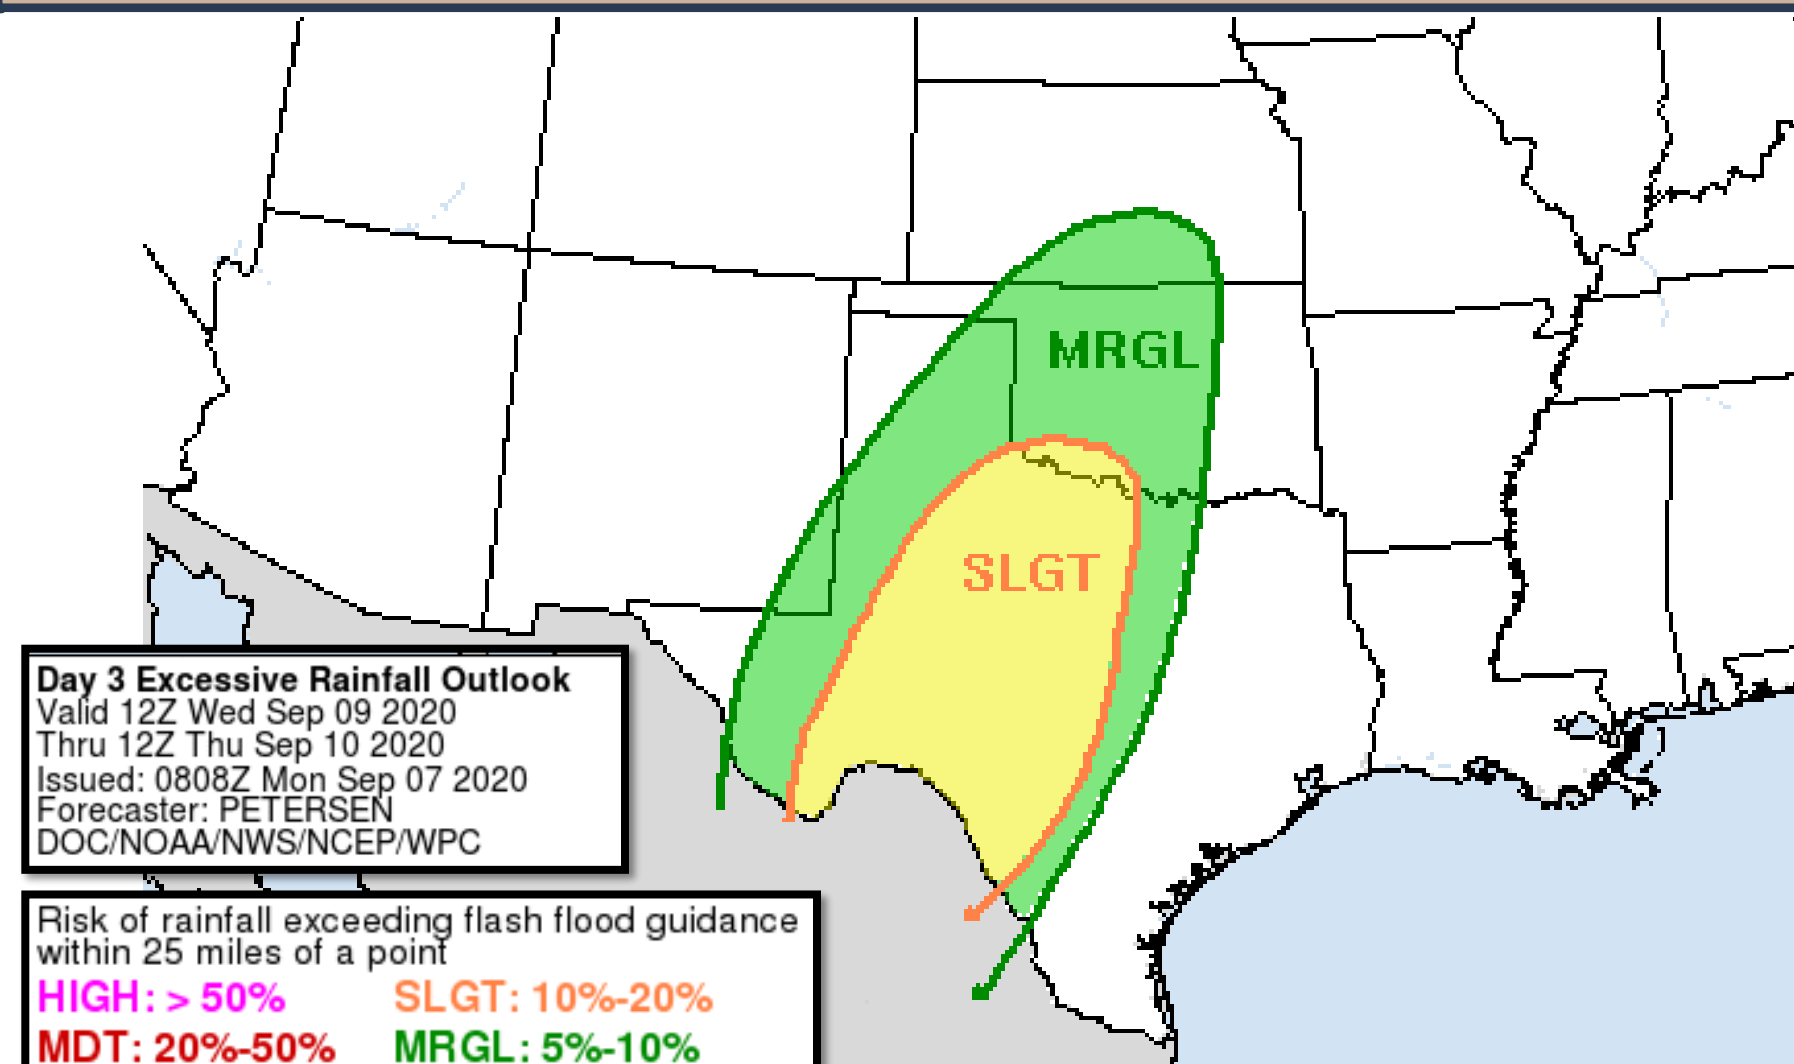 MRGL
SLGT
Day 3 Excessive Rainfall Outlook
Valid 12Z Wed Sep 09 2020
Thru 12Z Thu Sep 10 2020
Issued: 0808Z Mon Sep 07 2020
Forecaster: PETERSEN
DOC/NOAA/NWS/NCEP/WPC
Risk of rainfall exceeding flash flood guidance
within 25 miles of a point
HIGH: > 50% SLGT: 10%-20%
MDT: 20%-50% MRGL: 5%-10%